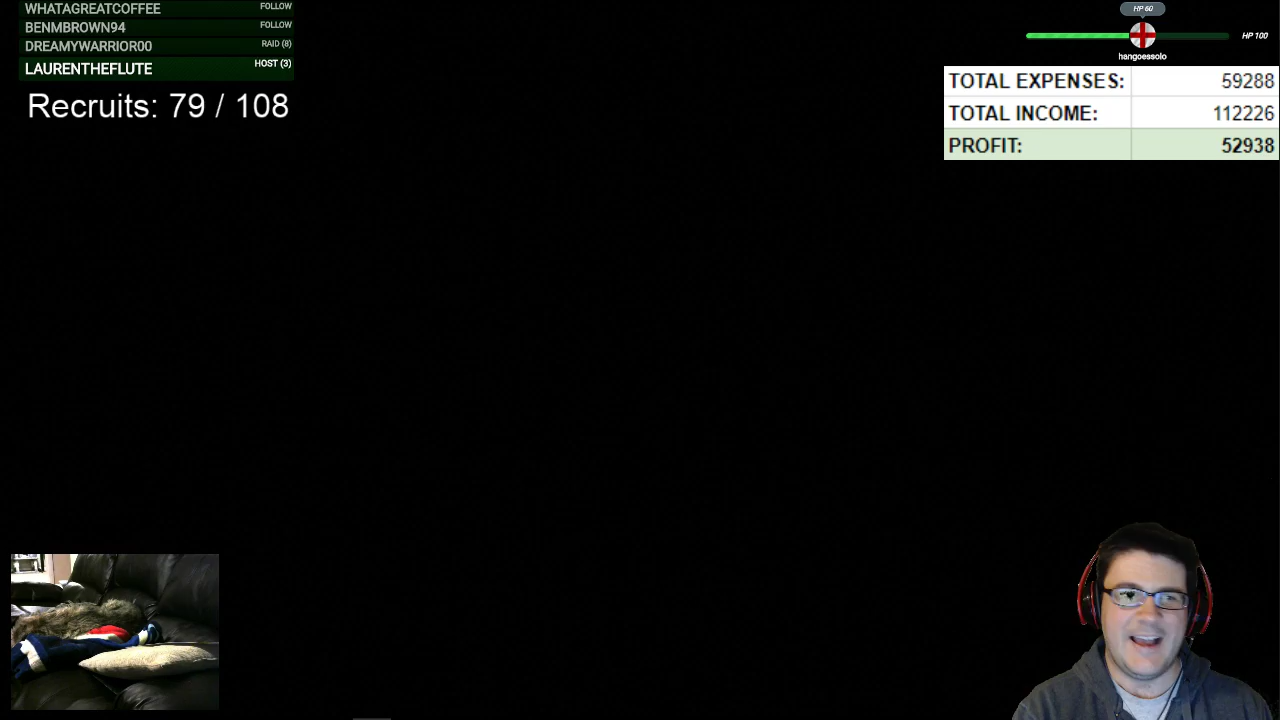 WHATAGREATCOFFEE FOLLOW
BENMBROWN94 FOLLOW
DREAMYWARRIOR00 RAID (8)
LAURENTHEFLUTE HOST (3)
Recruits: 79 / 108
HP 60
HP 100
hangoessolo
TOTAL EXPENSES: 59288
TOTAL INCOME: 112226
PROFIT: 52938